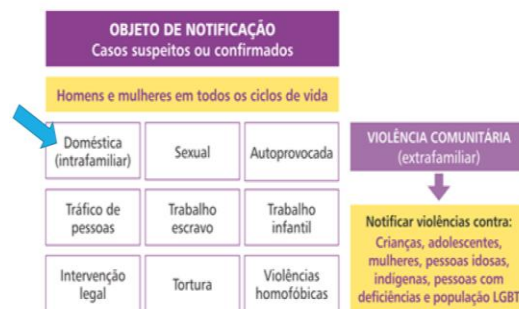 OBJETO DE NOTIFICAÇÃO
Casos suspeitos ou confirmados
Homens e mulheres em todos os ciclos de vida
Doméstica
(intrafamiliar)
Sexual
Autoprovocada
Tráfico de
pessoas
Trabalho
escravo
Trabalho
infantil
Intervenção
legal
Tortura
Violências
homofóbicas
VIOLÊNCIA COMUNITÁRIA
(extrafamiliar)
Notificar violências contra:
Crianças, adolescentes,
mulheres, pessoas idosas,
indígenas, pessoas com
deficiências e população LGBT